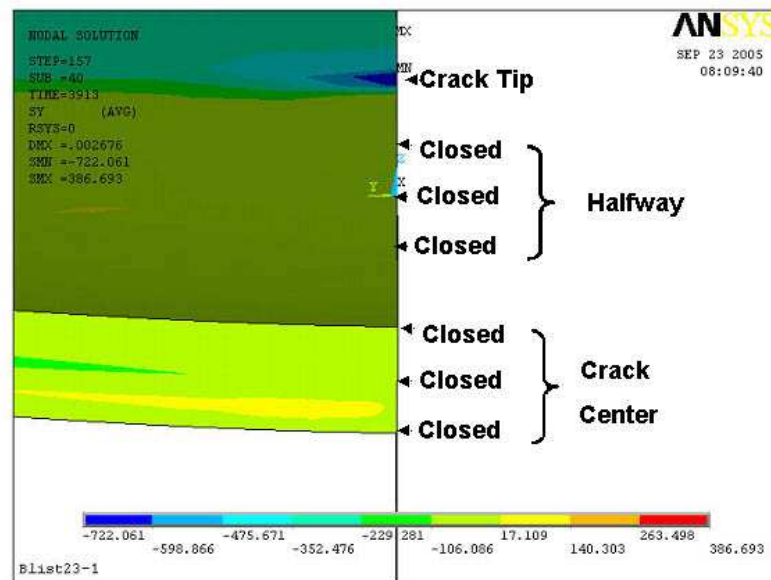 NODAL SOLUTION
STEP=157
SUB =40
TIME=3913
SY (AVG)
RSYS=0
DMX =.002676
SMN =-722.061
SMX =386.693
ANSYS
SEP 23 2005
08:09:40
MX
MN
Crack Tip
Closed
Z
Y
X
Closed
Closed
Halfway
Closed
Closed
Closed
Crack
Center
-722.061
-598.866
-475.671
-352.476
-229.281
-106.086
17.109
140.303
263.498
386.693
Blist23-1